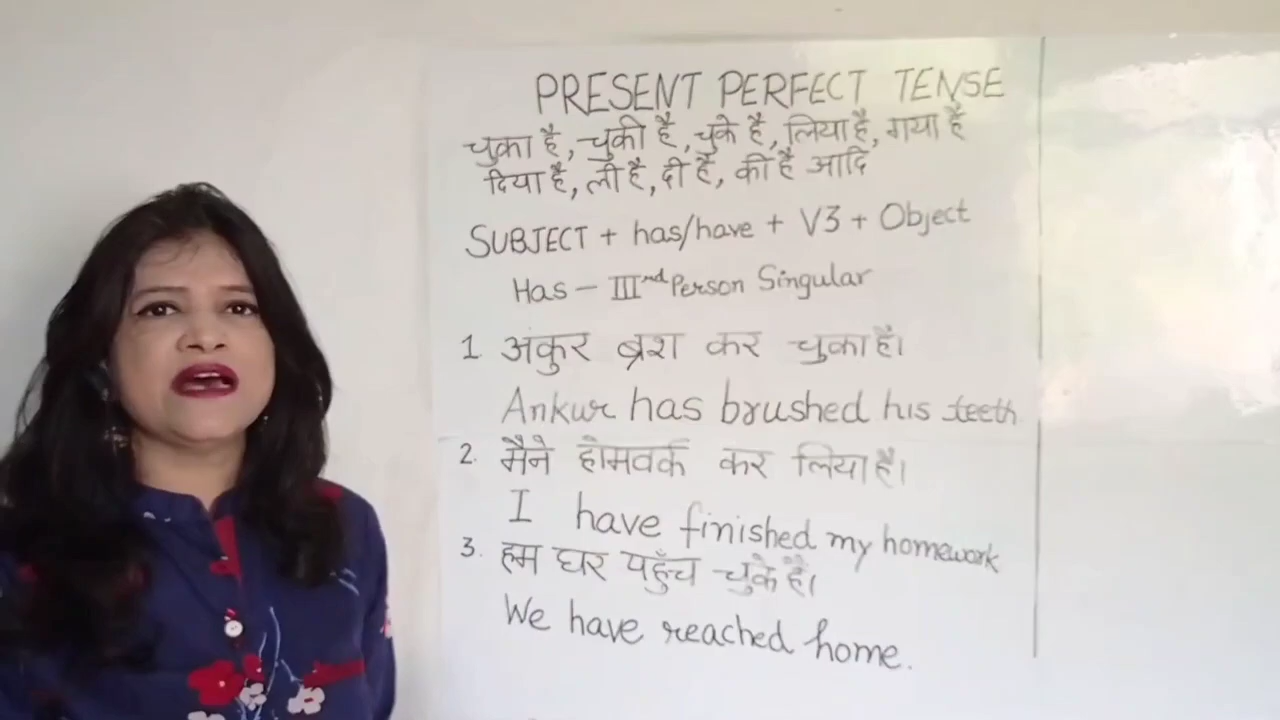 PRESENT PERFECT TENSE
चुका है, चुकी है, चुके है, लिया है, गया है
दिया है, ली है, दी है, की है आदि
SUBJECT + has/have + V3 + Object
Has - IIInd Person Singular
1 अंकुर ब्रश कर चुका है।
Ankur has brushed his teeth
2. मैने होमवर्क कर लिया है।
I have finished my homework
3. हम घर पहुँच चुके है।
We have reached home.